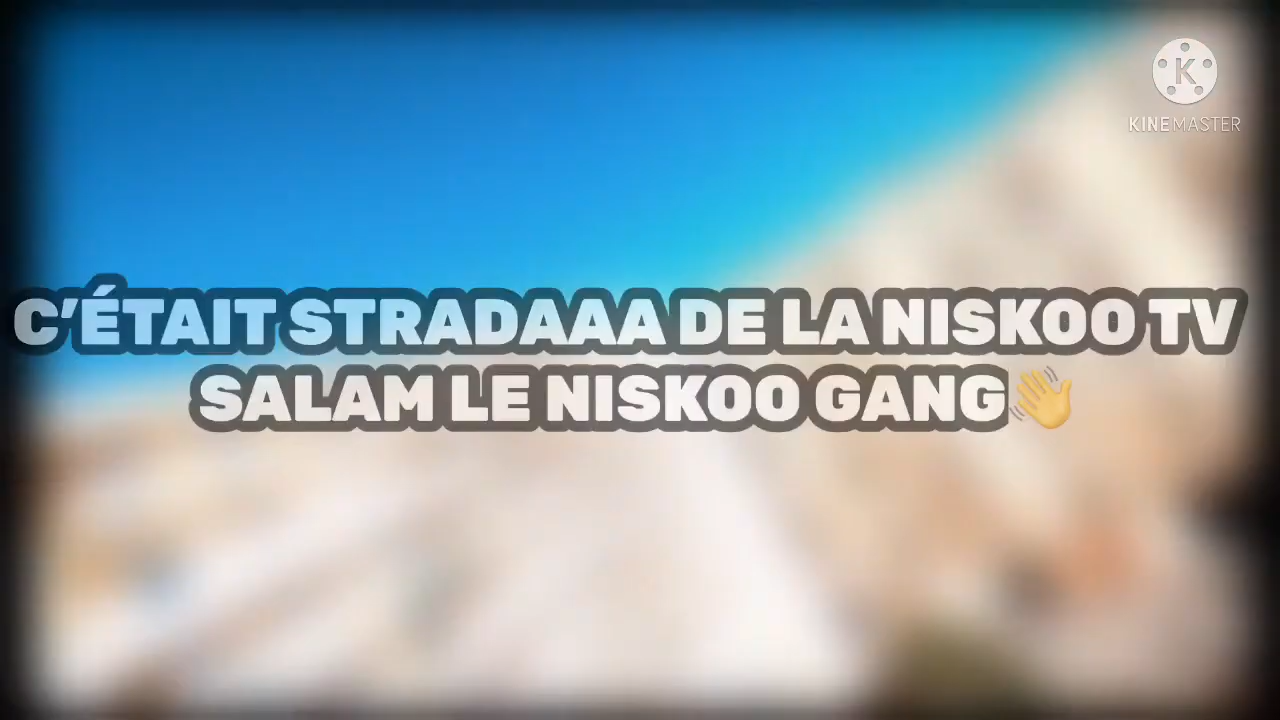 KINEMASTER
C'ÉTAIT STRADAAA DE LA NISKOO TV
SALAM LE NISKOO GANG👋